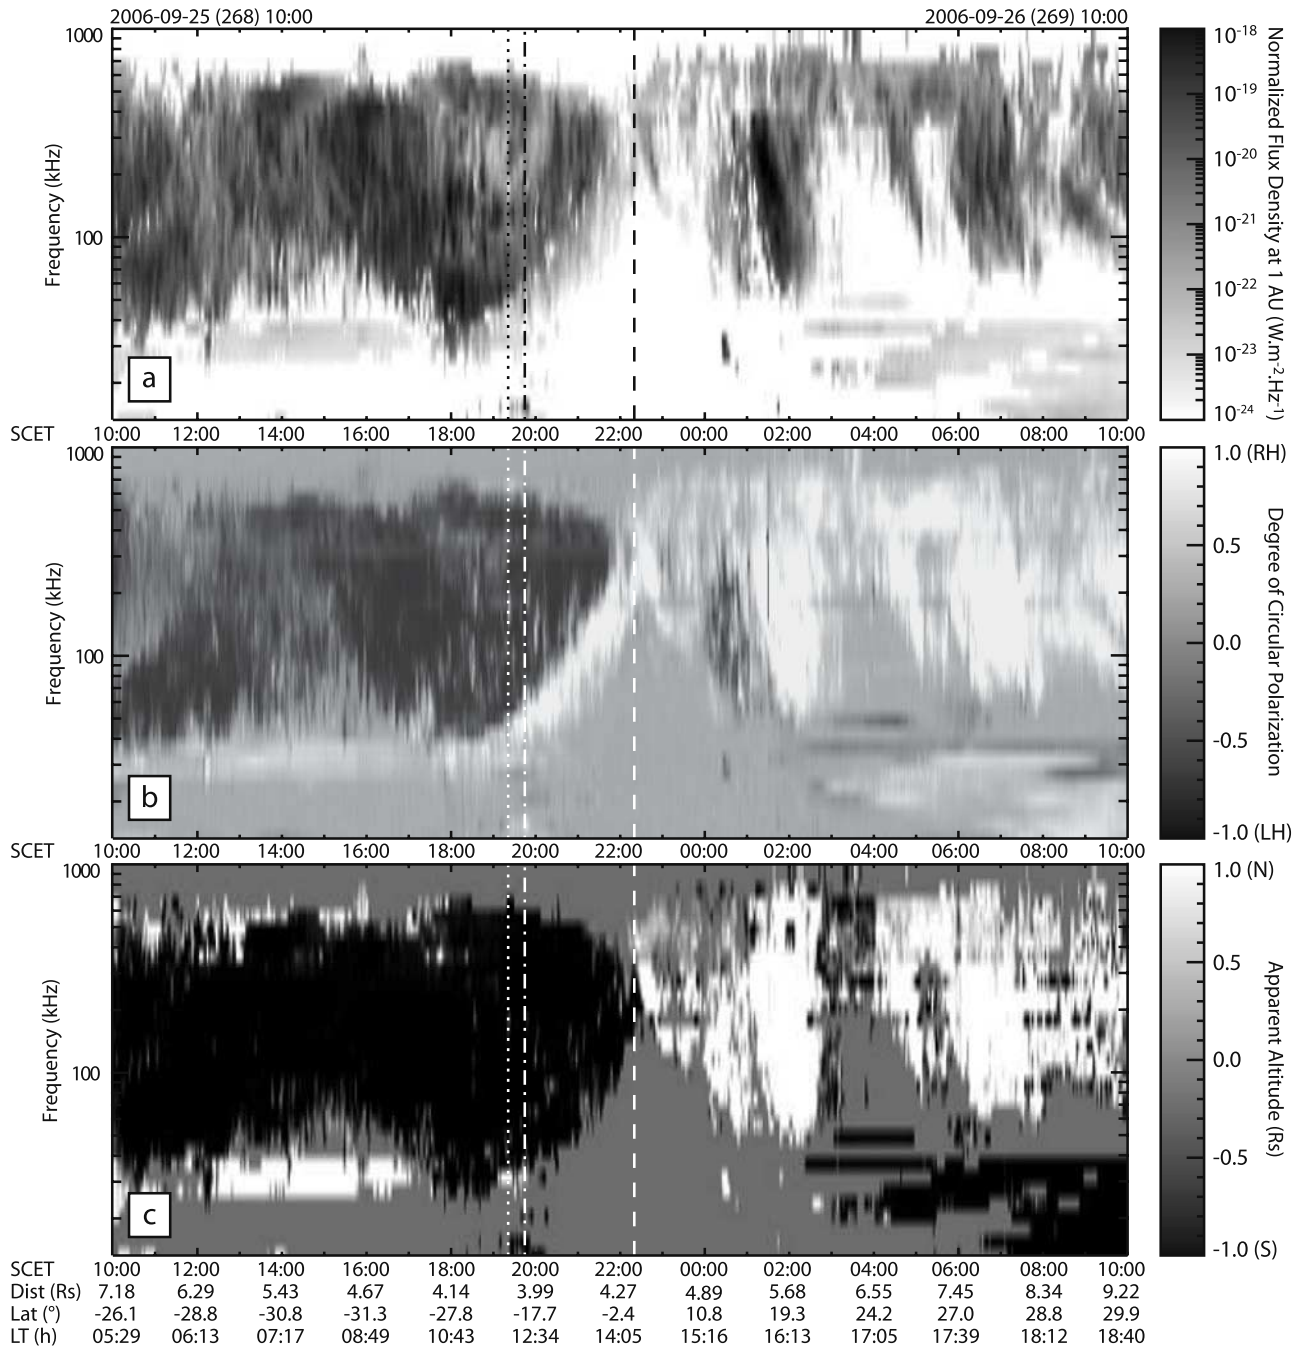 2006-09-25 (268) 10:00 2006-09-26 (269) 10:00
1000
100
Frequency (kHz)
a
10-18
10-19
10-20
10-21
10-22
10-23
10-24
Normalized Flux Density at 1 AU (W.m-2.Hz-1)
SCET 10:00 12:00 14:00 16:00 18:00 20:00 22:00 00:00 02:00 04:00 06:00 08:00 10:00
1000
100
Frequency (kHz)
b
1.0 (RH)
0.5
0.0
-0.5
-1.0 (LH)
Degree of Circular Polarization
SCET 10:00 12:00 14:00 16:00 18:00 20:00 22:00 00:00 02:00 04:00 06:00 08:00 10:00
1000
100
Frequency (kHz)
c
1.0 (N)
0.5
0.0
-0.5
-1.0 (S)
Apparent Altitude (Rs)
SCET 10:00 12:00 14:00 16:00 18:00 20:00 22:00 00:00 02:00 04:00 06:00 08:00 10:00
Dist (Rs) 7.18 6.29 5.43 4.67 4.14 3.99 4.27 4.89 5.68 6.55 7.45 8.34 9.22
Lat (°) -26.1 -28.8 -30.8 -31.3 -27.8 -17.7 -2.4 10.8 19.3 24.2 27.0 28.8 29.9
LT (h) 05:29 06:13 07:17 08:49 10:43 12:34 14:05 15:16 16:13 17:05 17:39 18:12 18:40